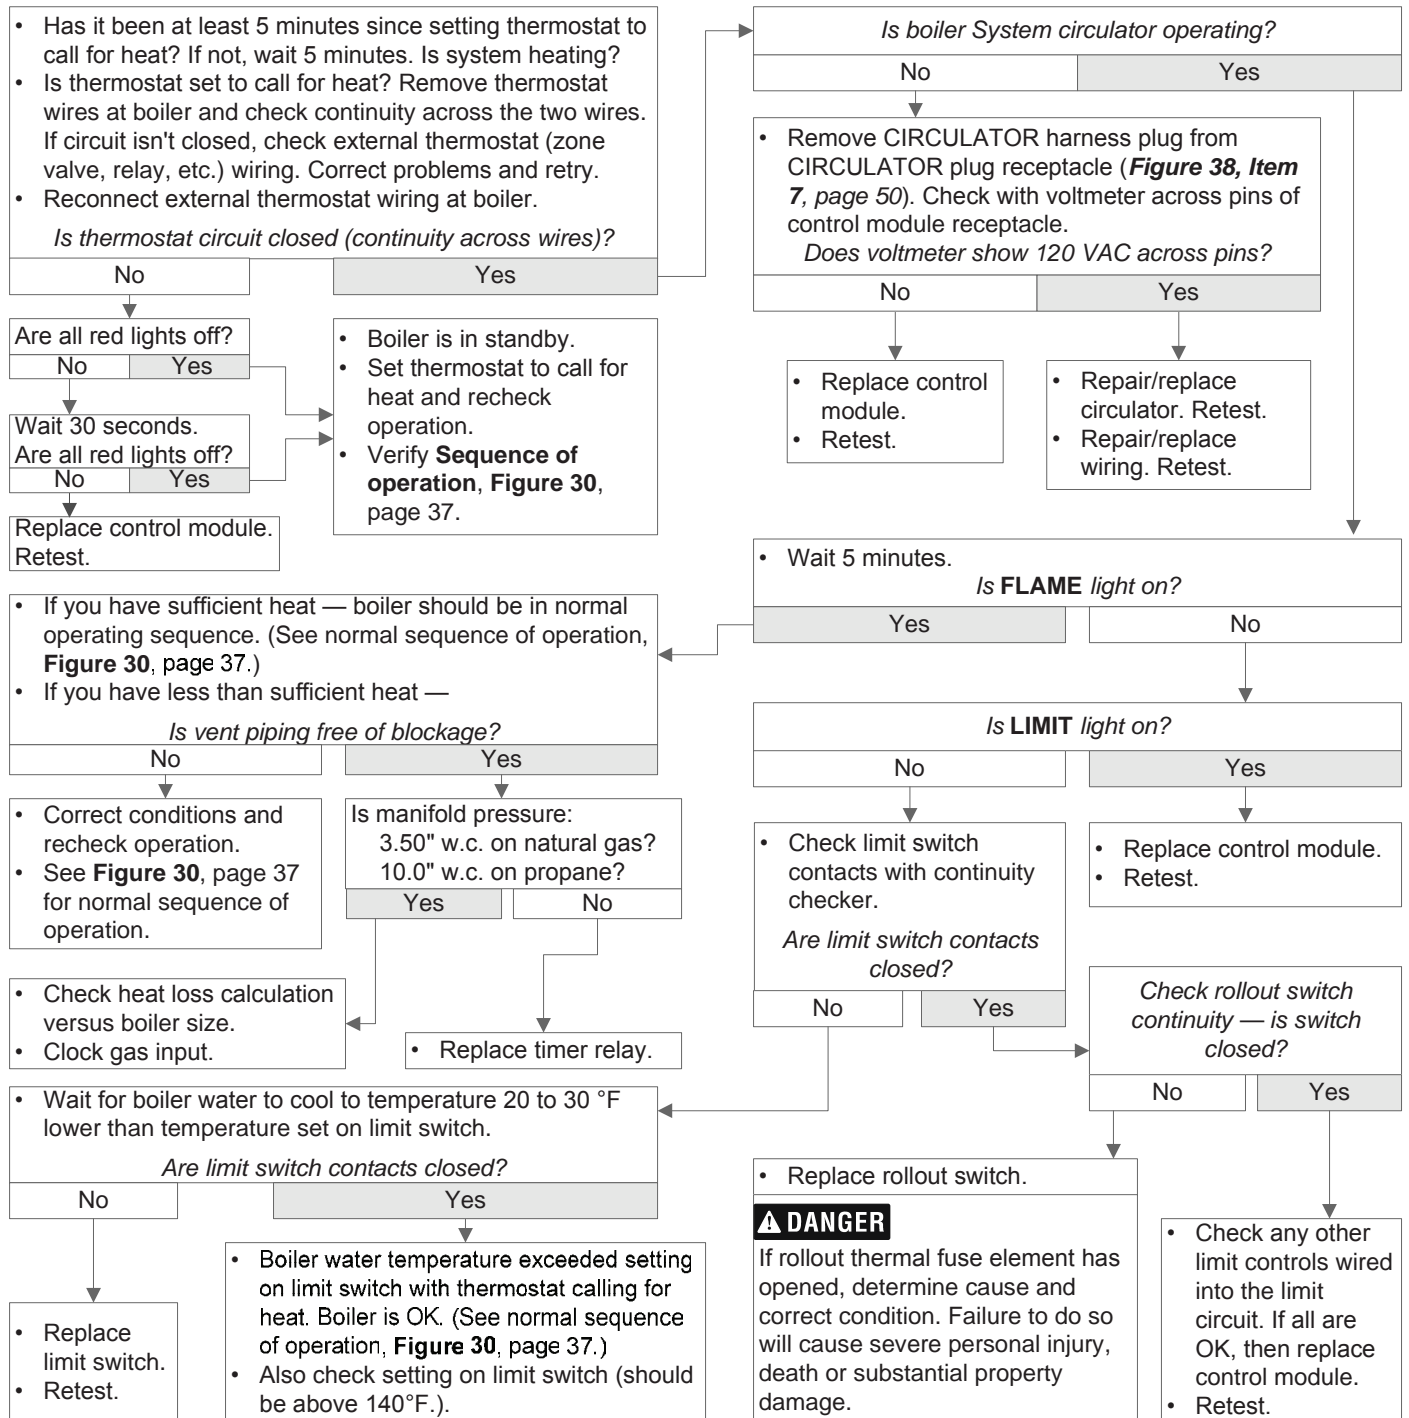 • Has it been at least 5 minutes since setting thermostat to
call for heat? If not, wait 5 minutes. Is system heating?
• Is thermostat set to call for heat? Remove thermostat
wires at boiler and check continuity across the two wires.
If circuit isn't closed, check external thermostat (zone
valve, relay, etc.) wiring. Correct problems and retry.
• Reconnect external thermostat wiring at boiler.
Is thermostat circuit closed (continuity across wires)?
No
Yes
Are all red lights off?
No
Yes
Wait 30 seconds.
Are all red lights off?
No
Yes
Replace control module.
Retest.
• Boiler is in standby.
• Set thermostat to call for
heat and recheck
operation.
• Verify Sequence of
operation, Figure 30,
page 37.
Is boiler System circulator operating?
No
Yes
• Remove CIRCULATOR harness plug from
CIRCULATOR plug receptacle (Figure 38, Item
7, page 50). Check with voltmeter across pins of
control module receptacle.
Does voltmeter show 120 VAC across pins?
No
Yes
• Replace control
module.
• Retest.
• Repair/replace
circulator. Retest.
• Repair/replace
wiring. Retest.
• Wait 5 minutes.
Is FLAME light on?
Yes
No
• If you have sufficient heat — boiler should be in normal
operating sequence. (See normal sequence of operation,
Figure 30, page 37.)
• If you have less than sufficient heat —
Is vent piping free of blockage?
No
Yes
• Correct conditions and
recheck operation.
• See Figure 30, page 37
for normal sequence of
operation.
Is manifold pressure:
3.50" w.c. on natural gas?
10.0" w.c. on propane?
Yes
No
• Check heat loss calculation
versus boiler size.
• Clock gas input.
• Replace timer relay.
Is LIMIT light on?
No
Yes
• Check limit switch
contacts with continuity
checker.
Are limit switch contacts
closed?
No
Yes
• Replace control module.
• Retest.
Check rollout switch
continuity — is switch
closed?
No
Yes
• Wait for boiler water to cool to temperature 20 to 30 °F
lower than temperature set on limit switch.
Are limit switch contacts closed?
No
Yes
• Replace
limit switch.
• Retest.
• Boiler water temperature exceeded setting
on limit switch with thermostat calling for
heat. Boiler is OK. (See normal sequence
of operation, Figure 30, page 37.)
• Also check setting on limit switch (should
be above 140°F.).
• Replace rollout switch.
DANGER
If rollout thermal fuse element has
opened, determine cause and
correct condition. Failure to do so
will cause severe personal injury,
death or substantial property
damage.
• Check any other
limit controls wired
into the limit
circuit. If all are
OK, then replace
control module.
• Retest.